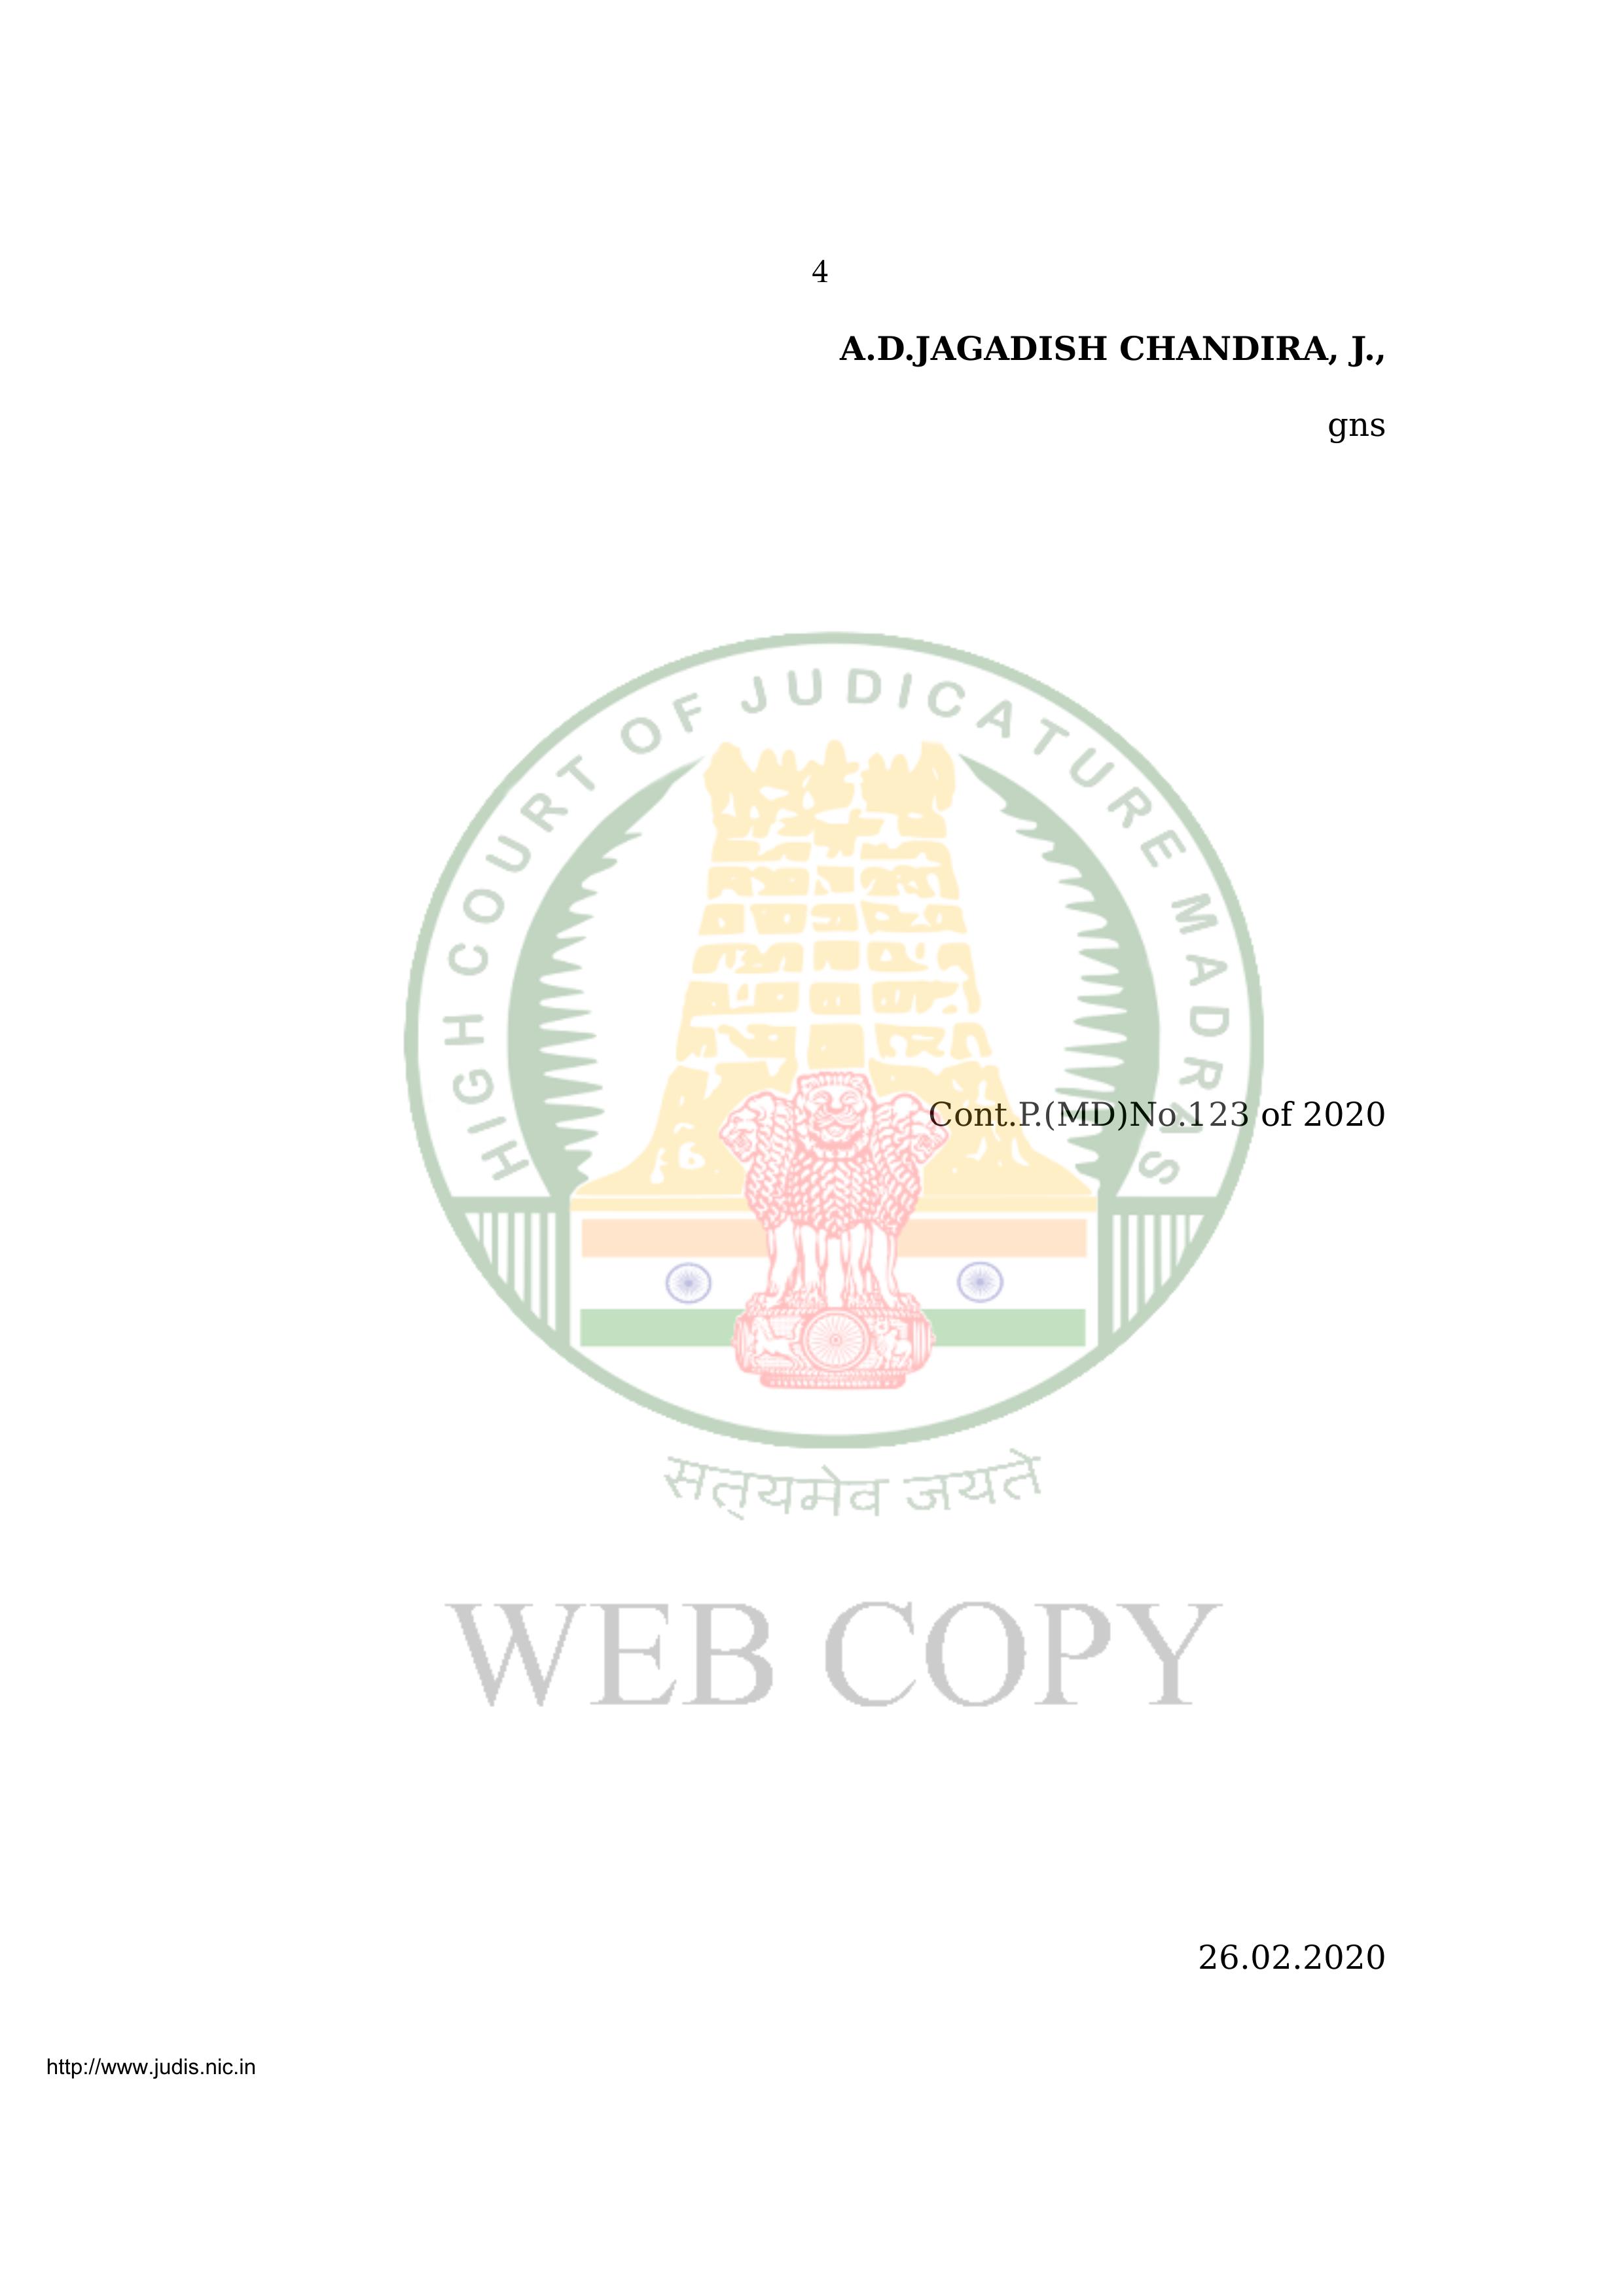 4
A.D.JAGADISH CHANDIRA, J.,
gns
HIGH COURT OF JUDICATURE MADRAS
Cont.P.(MD)No.123 of 2020
सत्यमेव जयते
WEB COPY
26.02.2020
http://www.judis.nic.in